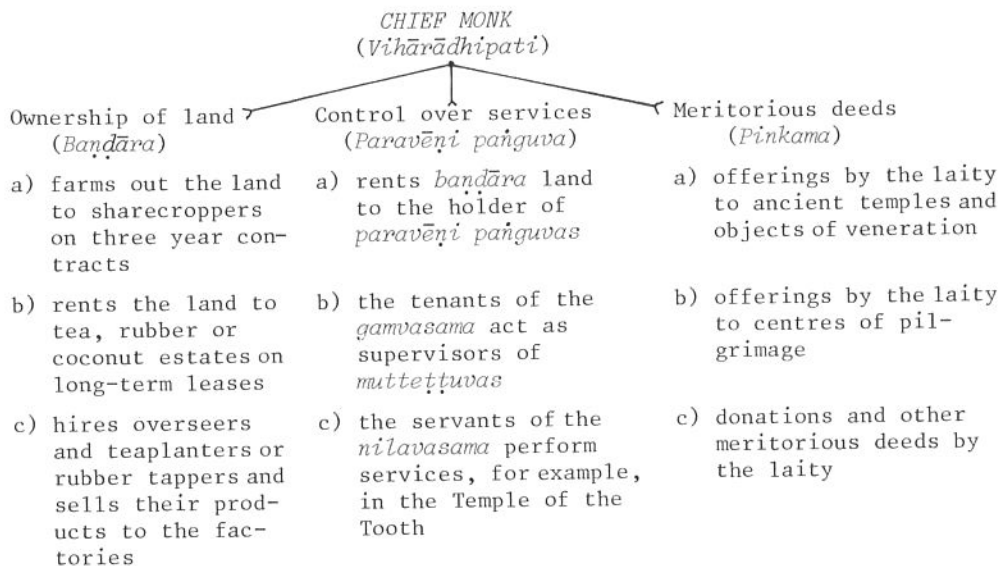 CHIEF MONK
(Vihārādhipati)
Ownership of land
(Baṇḍāra)
a) farms out the land
to sharecroppers
on three year con-
tracts
b) rents the land to
tea, rubber or
coconut estates on
long-term leases
c) hires overseers
and teaplanters or
rubber tappers and
sells their prod-
ucts to the fac-
tories
Control over services
(Paravēṇi paṅguva)
a) rents baṇḍāra land
to the holder of
paravēṇi paṅguvas
b) the tenants of the
gamvasama act as
supervisors of
mutteṭṭuvas
c) the servants of the
nilavasama perform
services, for example,
in the Temple of the
Tooth
Meritorious deeds
(Pinkama)
a) offerings by the laity
to ancient temples and
objects of veneration
b) offerings by the laity
to centres of pil-
grimage
c) donations and other
meritorious deeds by
the laity